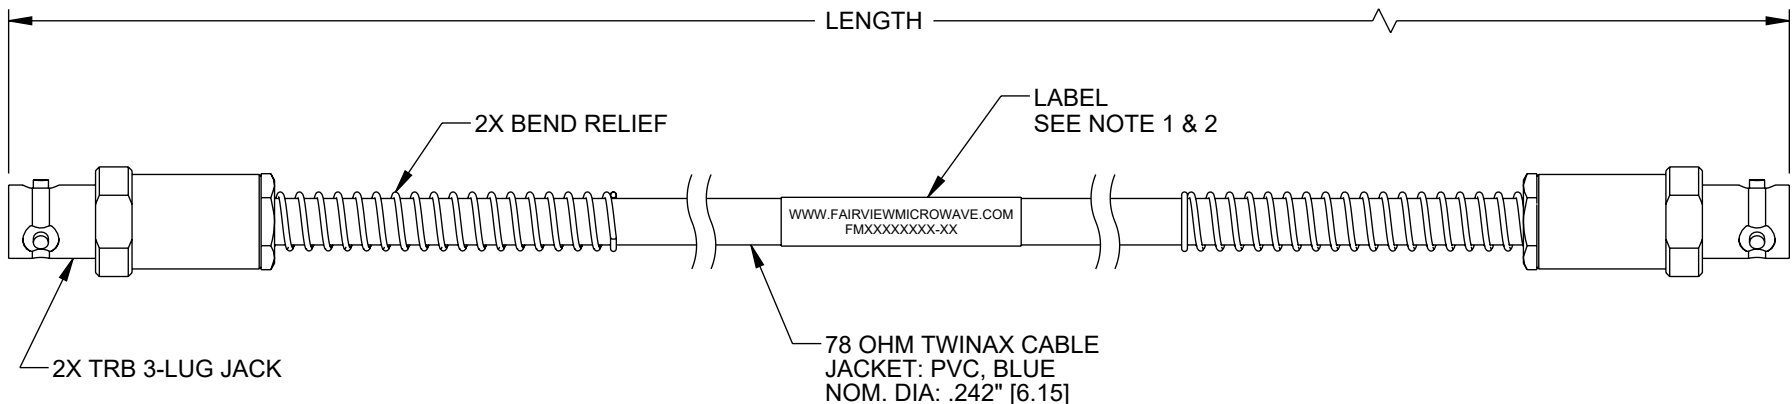 LENGTH
2X BEND RELIEF
LABEL
SEE NOTE 1 & 2
WWW.FAIRVIEWMICROWAVE.COM
FMXXXXXXXX-XX
2X TRB 3-LUG JACK
78 OHM TWINAX CABLE
JACKET: PVC, BLUE
NOM. DIA: .242" [6.15]